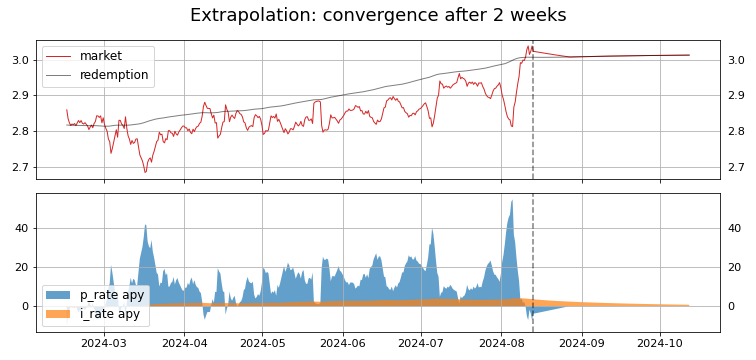 Extrapolation: convergence after 2 weeks
market
redemption
3.0 3.0
2.9 2.9
2.8 2.8
2.7 2.7
40 40
20 20
0 0
p_rate apy
i_rate apy
2024-03 2024-04 2024-05 2024-06 2024-07 2024-08 2024-09 2024-10